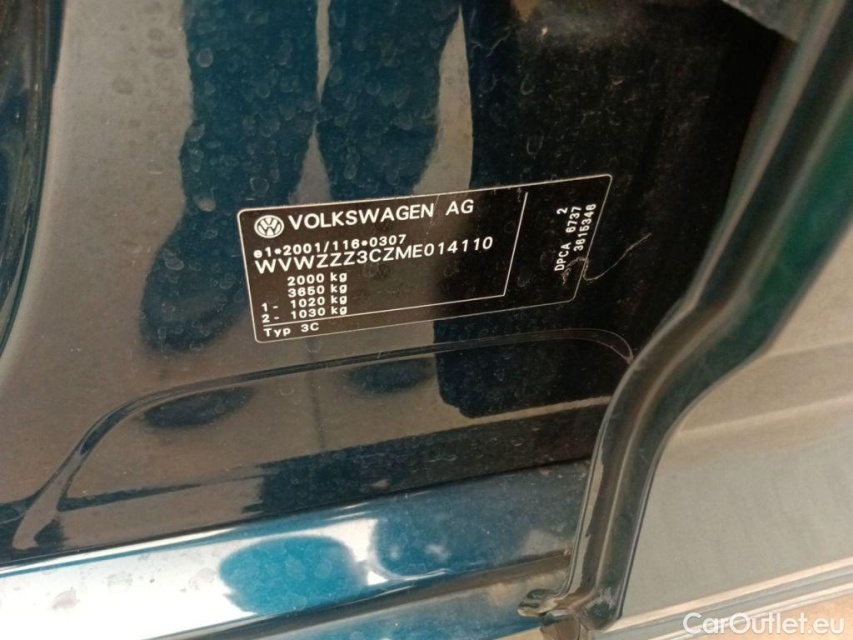 VOLKSWAGEN AG
e1*2001/116*0307
WVWZZZ3CZME014110
2000 kg
3650 kg
1- 1020 kg
2- 1030 kg
Typ 3C
2
DPCA 6737
3615346
CarOutlet.eu